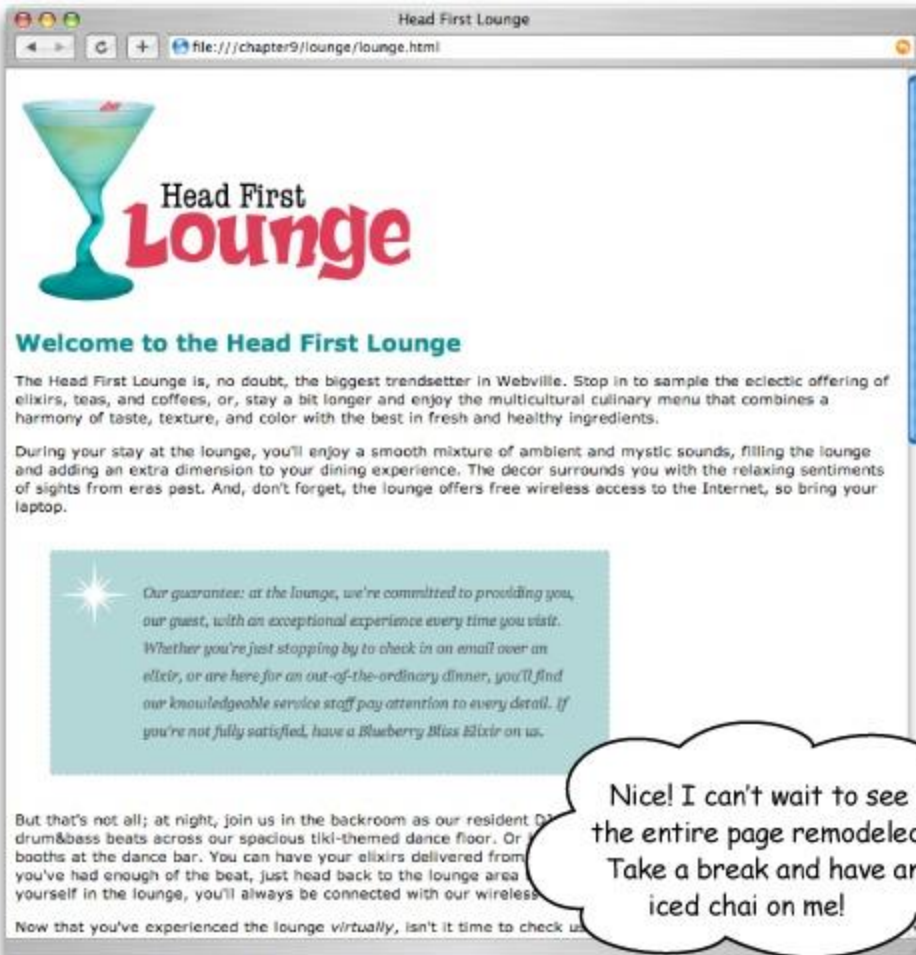 Head First Lounge
file:///chapter9/lounge/lounge.html
Head First
Lounge
Welcome to the Head First Lounge
The Head First Lounge is, no doubt, the biggest trendsetter in Webville. Stop in to sample the eclectic offering of
elixirs, teas, and coffees, or, stay a bit longer and enjoy the multicultural culinary menu that combines a
harmony of taste, texture, and color with the best in fresh and healthy ingredients.
During your stay at the lounge, you'll enjoy a smooth mixture of ambient and mystic sounds, filling the lounge
and adding an extra dimension to your dining experience. The decor surrounds you with the relaxing sentiments
of sights from eras past. And, don't forget, the lounge offers free wireless access to the Internet, so bring your
laptop.
Our guarantee: at the lounge, we're committed to providing you,
our guest, with an exceptional experience every time you visit.
Whether you're just stopping by to check in on email over an
elixir, or are here for an out-of-the-ordinary dinner, you'll find
our knowledgeable service staff pay attention to every detail. If
you're not fully satisfied, have a Blueberry Bliss Elixir on us.
But that's not all; at night, join us in the backroom as our resident
drum&bass beats across our spacious tiki-themed dance floor. Or
booths at the dance bar. You can have your elixirs delivered from
you've had enough of the beat, just head back to the lounge area
yourself in the lounge, you'll always be connected with our wireless
Now that you've experienced the lounge virtually, isn't it time to check us
Nice! I can't wait to see
the entire page remodeled
Take a break and have an
iced chai on me!